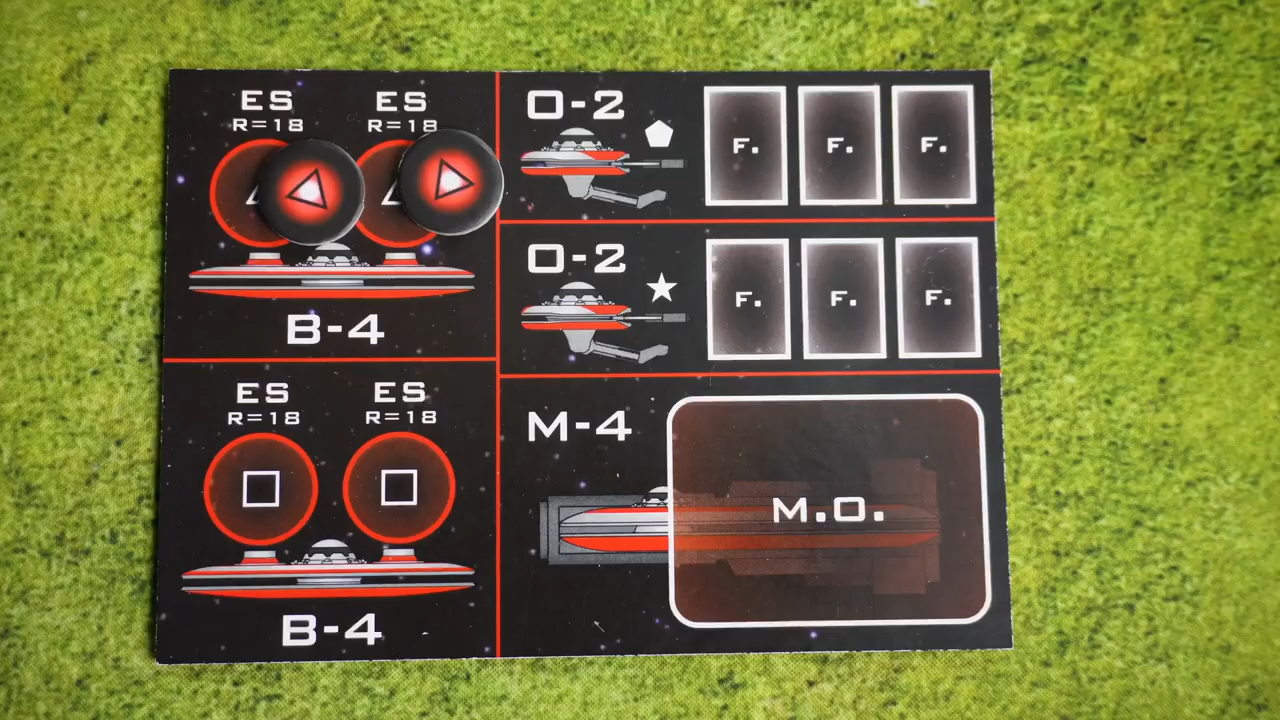 ES ES
R=18 R=18
B-4
ES ES
R=18 R=18
B-4
O-2
F. F. F.
O-2
F. F. F.
M-4
M.O.